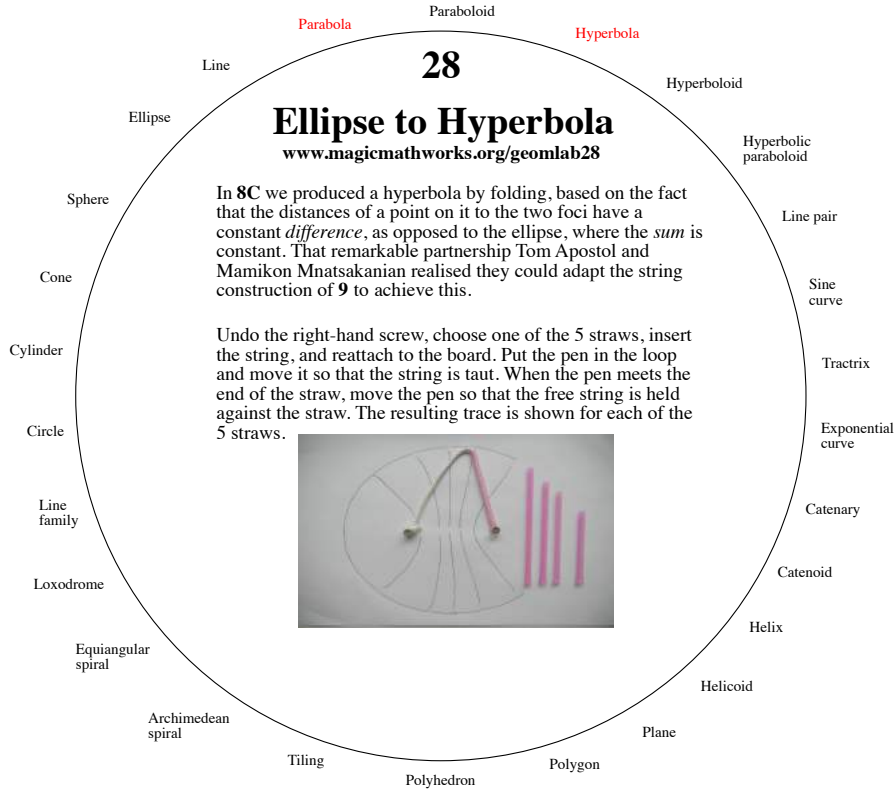 Paraboloid
Parabola
Hyperbola
Line
Hyperboloid
Ellipse
Hyperbolic
paraboloid
Sphere
Line pair
Cone
Sine
curve
Cylinder
Tractrix
Circle
Exponential
curve
Line
family
Catenary
Loxodrome
Catenoid
Equiangular
spiral
Helix
Archimedean
spiral
Helicoid
Tiling
Plane
Polyhedron
Polygon
28
Ellipse to Hyperbola
www.magicmathworks.org/geomlab28
In 8C we produced a hyperbola by folding, based on the fact
that the distances of a point on it to the two foci have a
constant difference, as opposed to the ellipse, where the sum is
constant. That remarkable partnership Tom Apostol and
Mamikon Mnatsakanian realised they could adapt the string
construction of 9 to achieve this.
Undo the right-hand screw, choose one of the 5 straws, insert
the string, and reattach to the board. Put the pen in the loop
and move it so that the string is taut. When the pen meets the
end of the straw, move the pen so that the free string is held
against the straw. The resulting trace is shown for each of the
5 straws.